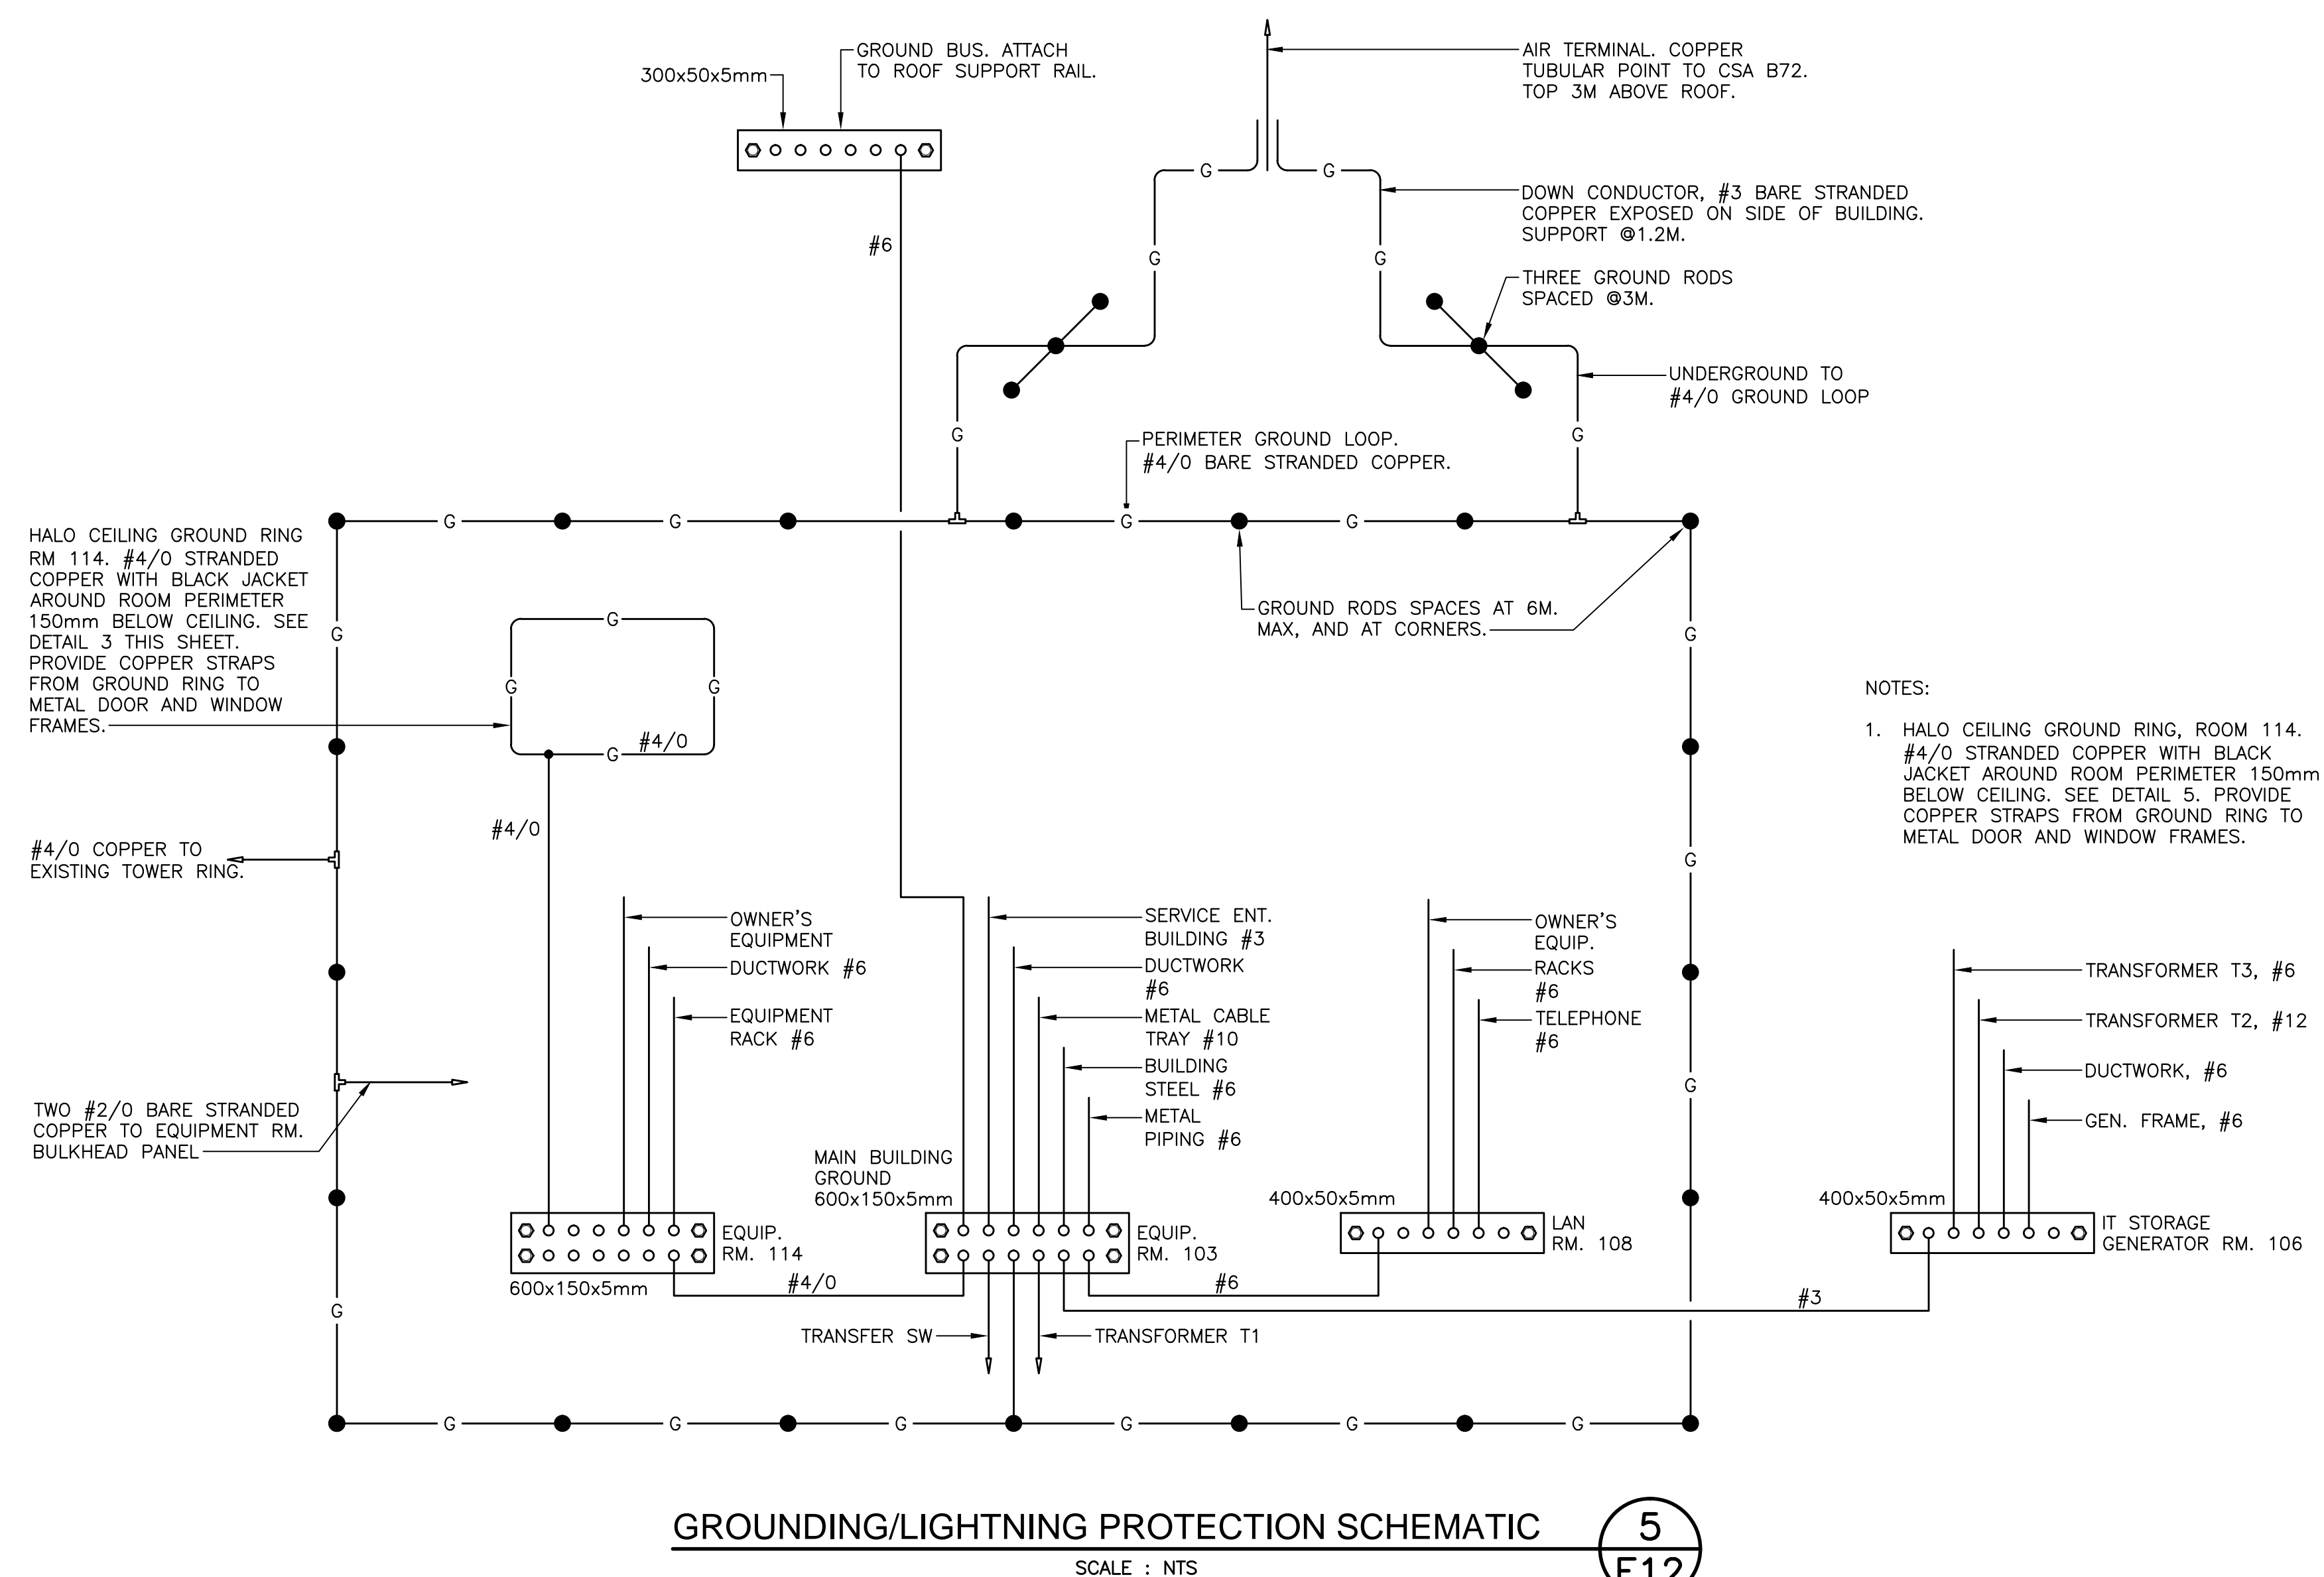 GROUND BUS. ATTACH
TO ROOF SUPPORT RAIL.
300x50x5mm
AIR TERMINAL. COPPER
TUBULAR POINT TO CSA B72.
TOP 3M ABOVE ROOF.
G
G
DOWN CONDUCTOR, #3 BARE STRANDED
COPPER EXPOSED ON SIDE OF BUILDING.
SUPPORT @1.2M.
#6
G
G
THREE GROUND RODS
SPACED @3M.
UNDERGROUND TO
#4/0 GROUND LOOP
G
G
PERIMETER GROUND LOOP.
#4/0 BARE STRANDED COPPER.
G
G
G
G
HALO CEILING GROUND RING
RM 114. #4/0 STRANDED
COPPER WITH BLACK JACKET
AROUND ROOM PERIMETER
150mm BELOW CEILING. SEE
DETAIL 3 THIS SHEET.
PROVIDE COPPER STRAPS
FROM GROUND RING TO
METAL DOOR AND WINDOW
FRAMES.
G
G
G
G
G
#4/0
GROUND RODS SPACES AT 6M.
MAX, AND AT CORNERS.
G
NOTES:
1. HALO CEILING GROUND RING, ROOM 114.
#4/0 STRANDED COPPER WITH BLACK
JACKET AROUND ROOM PERIMETER 150mm
BELOW CEILING. SEE DETAIL 5. PROVIDE
COPPER STRAPS FROM GROUND RING TO
METAL DOOR AND WINDOW FRAMES.
#4/0
#4/0 COPPER TO
EXISTING TOWER RING.
G
OWNER'S
EQUIPMENT
DUCTWORK #6
EQUIPMENT
RACK #6
SERVICE ENT.
BUILDING #3
DUCTWORK
#6
METAL CABLE
TRAY #10
BUILDING
STEEL #6
METAL
PIPING #6
OWNER'S
EQUIP.
RACKS
#6
TELEPHONE
#6
G
TRANSFORMER T3, #6
TRANSFORMER T2, #12
DUCTWORK, #6
GEN. FRAME, #6
TWO #2/0 BARE STRANDED
COPPER TO EQUIPMENT RM.
BULKHEAD PANEL
MAIN BUILDING
GROUND
600x150x5mm
400x50x5mm
400x50x5mm
EQUIP.
RM. 114
EQUIP.
RM. 103
LAN
RM. 108
IT STORAGE
GENERATOR RM. 106
600x150x5mm
#4/0
#6
#3
G
TRANSFER SW
TRANSFORMER T1
G
G
G
G
G
G
GROUNDING/LIGHTNING PROTECTION SCHEMATIC
5
E12
SCALE : NTS